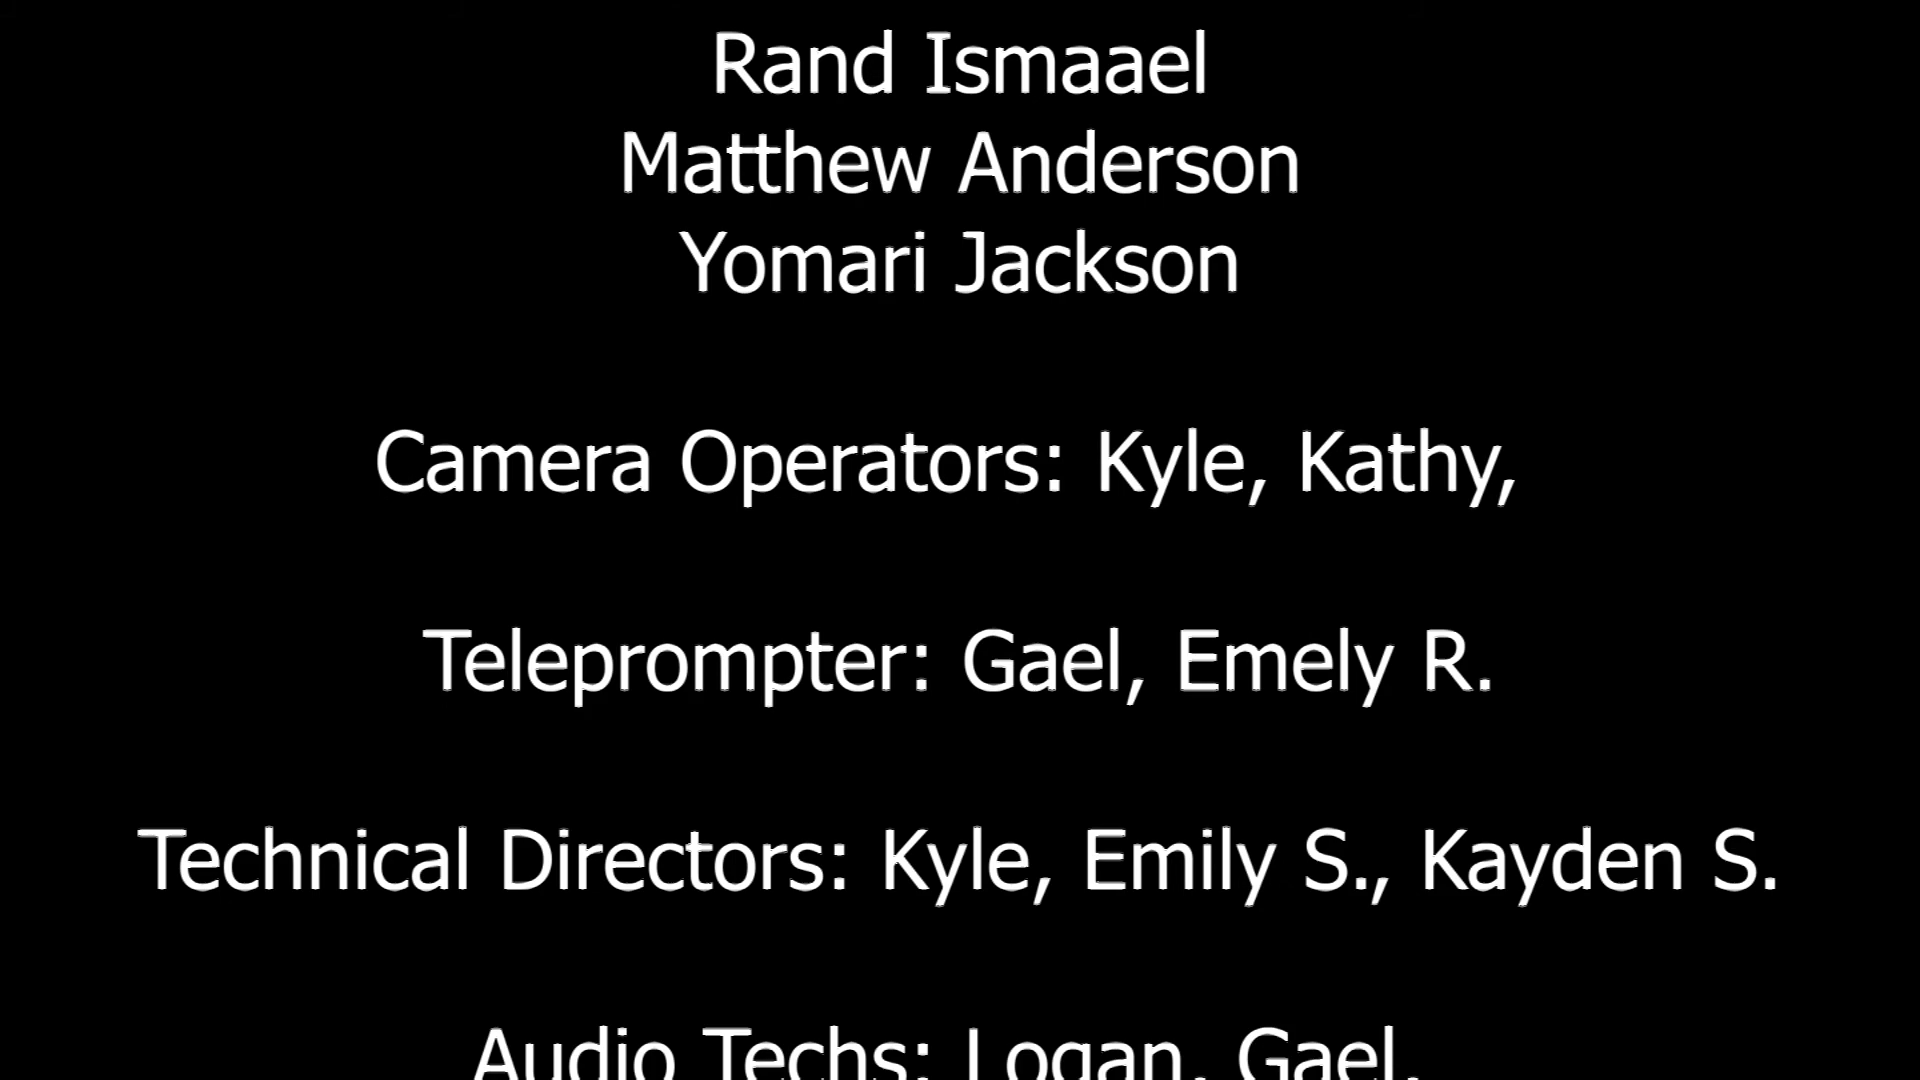 Rand Ismaael
Matthew Anderson
Yomari Jackson
Camera Operators: Kyle, Kathy,
Teleprompter: Gael, Emely R.
Technical Directors: Kyle, Emily S., Kayden S.
Audio Techs: Logan, Gael,